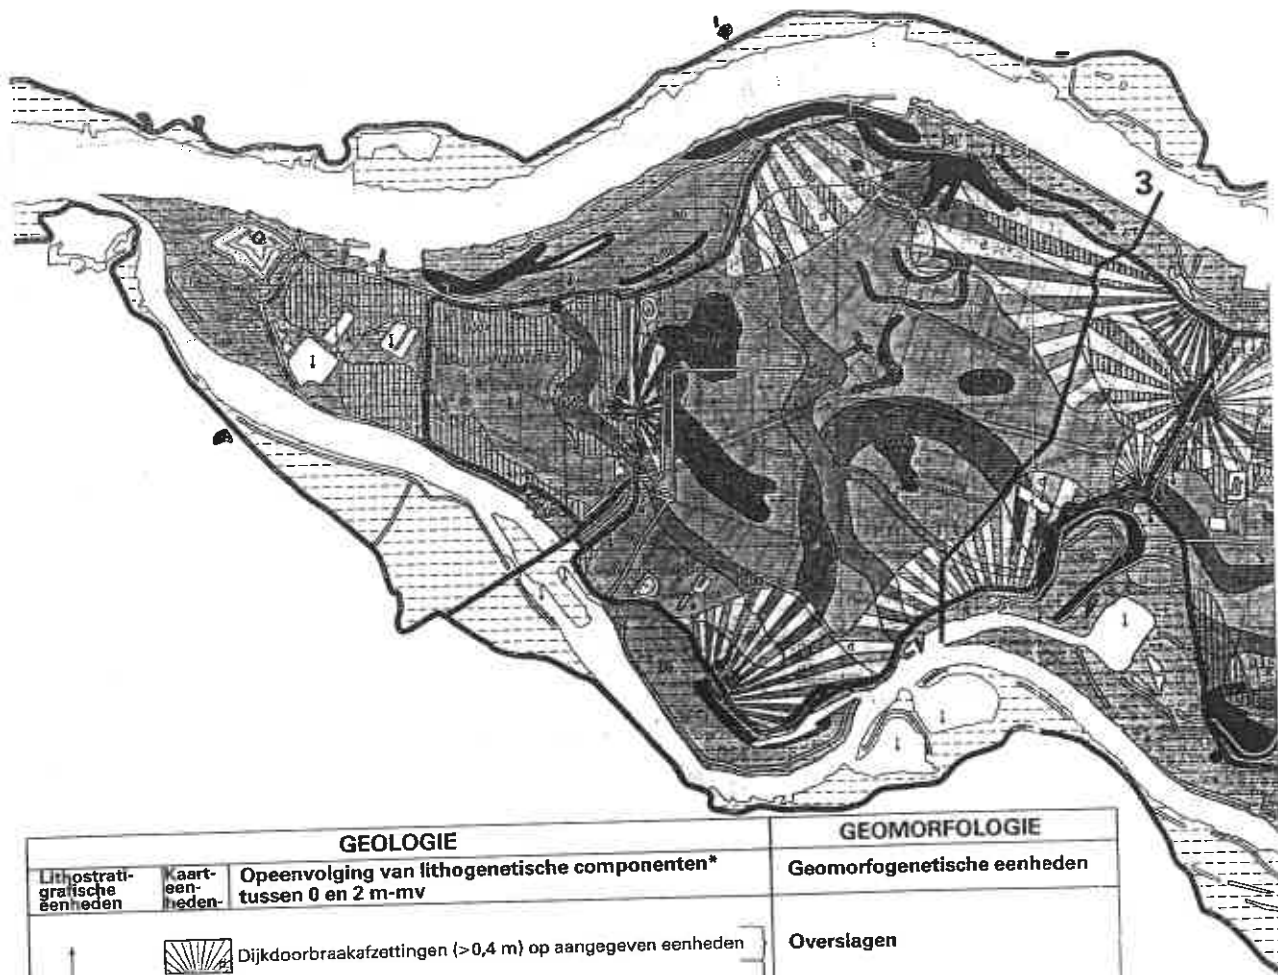 3
GEOLOGIE
GEOMORFOLOGIE
Lithostrati-
grafische
eenheden
Kaart-
een-
heden-
Opeenvolging van lithogenetische componenten*
tussen 0 en 2 m-mv
Geomorfogenetische eenheden
Dijkdoorbraakafzettingen (>0,4 m) op aangegeven eenheden
Overslagen